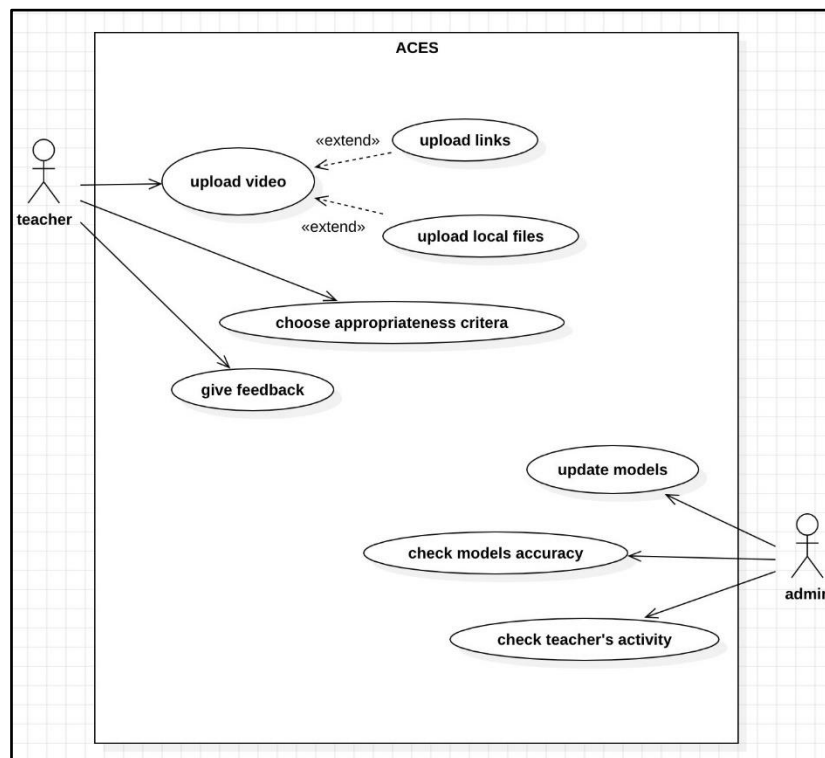 ACES
«extend»
upload links
upload video
teacher
«extend»
upload local files
choose appropriateness critera
give feedback
update models
check models accuracy
admin
check teacher's activity